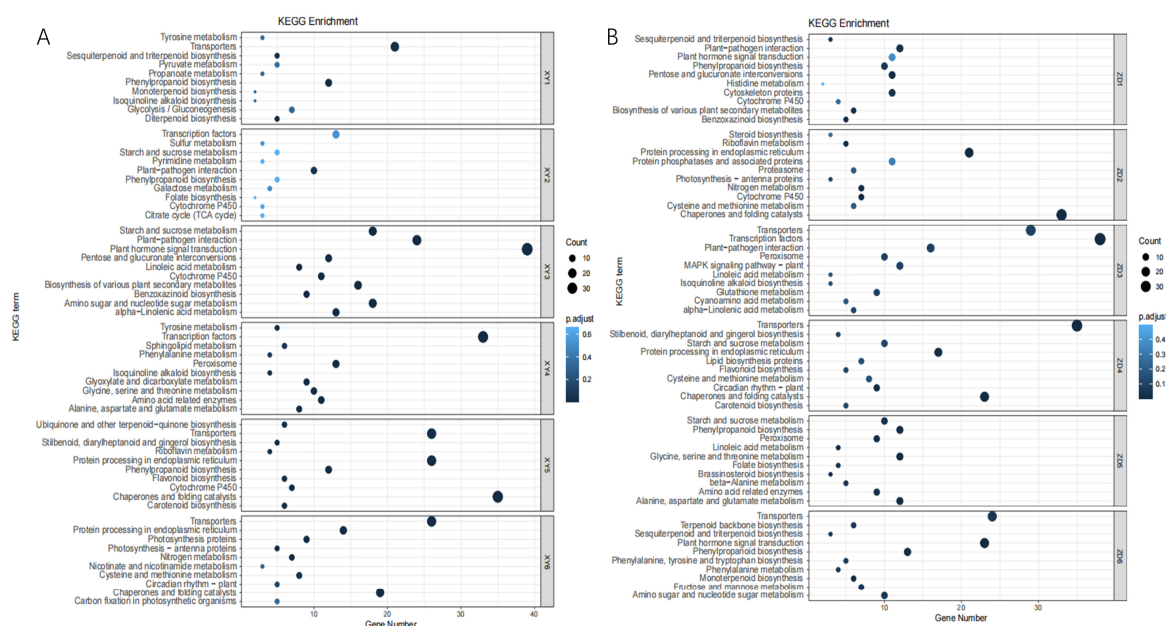 A
KEGG Enrichment
KEGG term
Tyrosine metabolism
Transporters
Sesquiterpenoid and triterpenoid biosynthesis
Pyruvate metabolism
Propanoate metabolism
Phenylpropanoid biosynthesis
Monoterpenoid biosynthesis
Isoquinoline alkaloid biosynthesis
Glycolysis / Gluconeogenesis
Diterpenoid biosynthesis
XY1
Transcription factors
Sulfur metabolism
Starch and sucrose metabolism
Pyrimidine metabolism
Plant-pathogen interaction
Phenylpropanoid biosynthesis
Galactose metabolism
Folate biosynthesis
Cytochrome P450
Citrate cycle (TCA cycle)
XY2
Starch and sucrose metabolism
Plant-pathogen interaction
Plant hormone signal transduction
Pentose and glucuronate interconversions
Linoleic acid metabolism
Cytochrome P450
Biosynthesis of various plant secondary metabolites
Benzoxazinoid biosynthesis
Amino sugar and nucleotide sugar metabolism
alpha-Linolenic acid metabolism
XY3
Tyrosine metabolism
Transcription factors
Sphingolipid metabolism
Phenylalanine metabolism
Peroxisome
Isoquinoline alkaloid biosynthesis
Glyoxylate and dicarboxylate metabolism
Glycine, serine and threonine metabolism
Amino acid related enzymes
Alanine, aspartate and glutamate metabolism
XY4
Ubiquinone and other terpenoid-quinone biosynthesis
Transporters
Stilbenoid, diarylheptanoid and gingerol biosynthesis
Riboflavin metabolism
Protein processing in endoplasmic reticulum
Phenylpropanoid biosynthesis
Flavonoid biosynthesis
Cytochrome P450
Chaperones and folding catalysts
Carotenoid biosynthesis
XY5
Transporters
Protein processing in endoplasmic reticulum
Photosynthesis proteins
Photosynthesis - antenna proteins
Nitrogen metabolism
Nicotinate and nicotinamide metabolism
Cysteine and methionine metabolism
Circadian rhythm - plant
Chaperones and folding catalysts
Carbon fixation in photosynthetic organisms
XY6
10 20 30 40
Gene Number
Count
10
20
30
p.adjust
0.6
0.4
0.2
B
KEGG Enrichment
KEGG term
Sesquiterpenoid and triterpenoid biosynthesis
Plant-pathogen interaction
Plant hormone signal transduction
Phenylpropanoid biosynthesis
Pentose and glucuronate interconversions
Histidine metabolism
Cytoskeleton proteins
Cytochrome P450
Biosynthesis of various plant secondary metabolites
Benzoxazinoid biosynthesis
ZD1
Steroid biosynthesis
Riboflavin metabolism
Protein processing in endoplasmic reticulum
Protein phosphatases and associated proteins
Proteasome
Photosynthesis - antenna proteins
Nitrogen metabolism
Cytochrome P450
Cysteine and methionine metabolism
Chaperones and folding catalysts
ZD2
Transporters
Transcription factors
Plant-pathogen interaction
Peroxisome
MAPK signaling pathway - plant
Linoleic acid metabolism
Isoquinoline alkaloid biosynthesis
Glutathione metabolism
Cyanoamino acid metabolism
alpha-Linolenic acid metabolism
ZD3
Transporters
Stilbenoid, diarylheptanoid and gingerol biosynthesis
Starch and sucrose metabolism
Protein processing in endoplasmic reticulum
Lipid biosynthesis proteins
Flavonoid biosynthesis
Cysteine and methionine metabolism
Circadian rhythm - plant
Chaperones and folding catalysts
Carotenoid biosynthesis
ZD4
Starch and sucrose metabolism
Phenylpropanoid biosynthesis
Peroxisome
Linoleic acid metabolism
Glycine, serine and threonine metabolism
Folate biosynthesis
Brassinosteroid biosynthesis
beta-Alanine metabolism
Amino acid related enzymes
Alanine, aspartate and glutamate metabolism
ZD5
Transporters
Terpenoid backbone biosynthesis
Sesquiterpenoid and triterpenoid biosynthesis
Plant hormone signal transduction
Phenylpropanoid biosynthesis
Phenylalanine, tyrosine and tryptophan biosynthesis
Phenylalanine metabolism
Monoterpenoid biosynthesis
Fructose and mannose metabolism
Amino sugar and nucleotide sugar metabolism
ZD6
10 20 30
Gene Number
Count
10
20
30
p.adjust
0.4
0.3
0.2
0.1